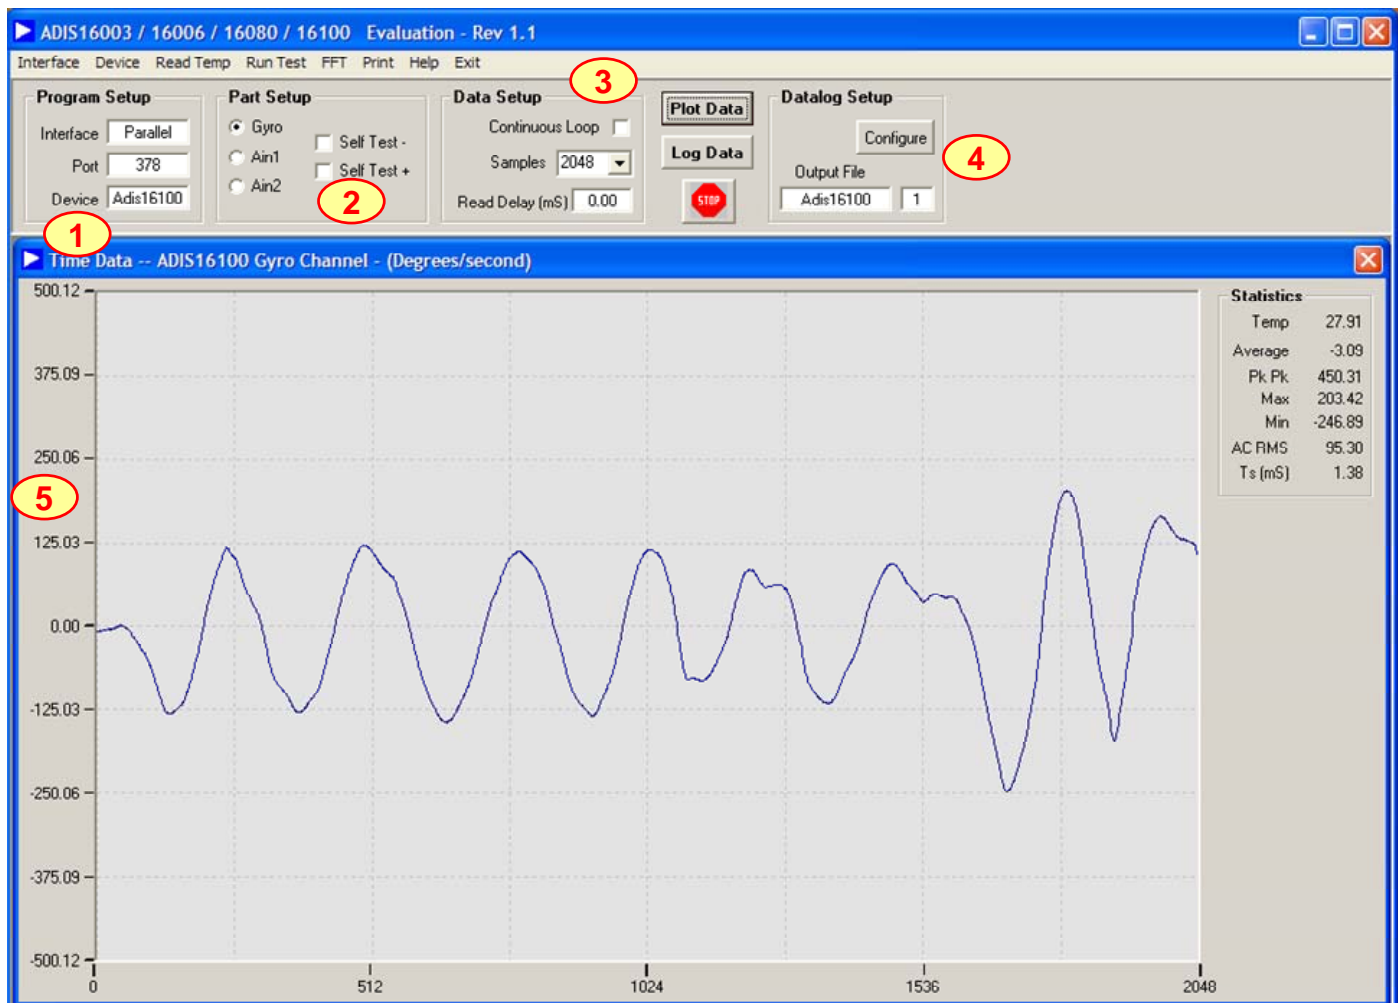 ADIS16003 / 16006 / 16080 / 16100 Evaluation - Rev 1.1
Interface Device Read Temp Run Test FFT Print Help Exit
3
Program Setup
Interface Parallel
Port 378
Device Adis16100
1
Part Setup
Gyro
Ain1
Ain2
Self Test -
Self Test +
2
Data Setup
Continuous Loop
Samples 2048
Read Delay (mS) 0.00
Plot Data
Log Data
STOP
Datalog Setup
Configure
4
Output File
Adis16100 1
Time Data -- ADIS16100 Gyro Channel - (Degrees/second)
500.12
375.09
250.06
5
125.03
0.00
-125.03
-250.06
-375.09
-500.12
0 512 1024 1536 2048
Statistics
Temp 27.91
Average -3.09
Pk Pk 450.31
Max 203.42
Min -246.89
AC RMS 95.30
Ts (mS) 1.38